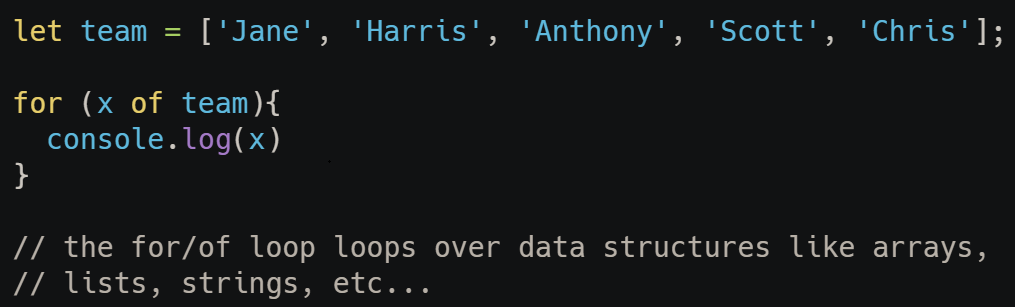 let team = ['Jane', 'Harris', 'Anthony', 'Scott', 'Chris'];
for (x of team){
  console.log(x)
}
// the for/of loop loops over data structures like arrays,
// lists, strings, etc...